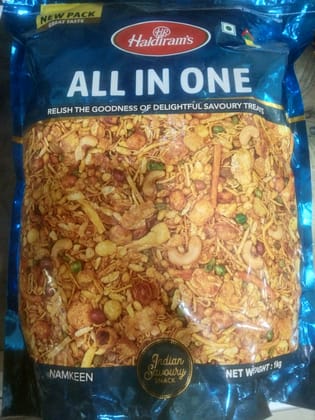 NEW PACK
GREAT TASTE
HR
Haldiram's
ALL IN ONE
RELISH THE GOODNESS OF DELIGHTFUL SAVOURY TREATS
Indian
Savoury
SNACK
NAMKEEN
NET WEIGHT : 1kg